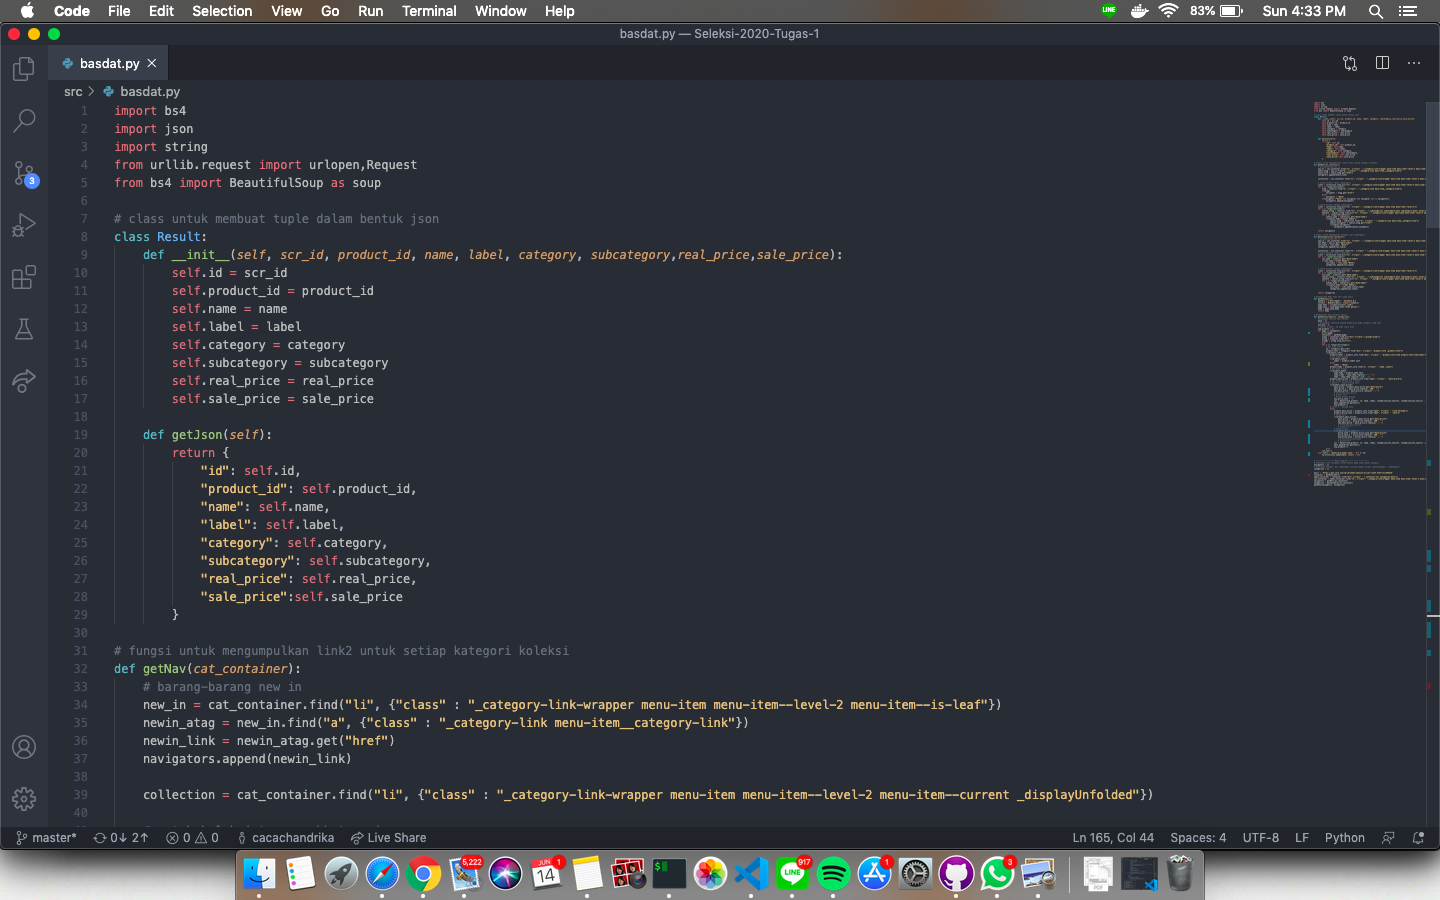 Code File Edit Selection View Go Run Terminal Window Help LINE 83% Sun 4:33 PM
basdat.py — Seleksi-2020-Tugas-1
basdat.py
src > basdat.py
1 import bs4
2 import json
3 import string
4 from urllib.request import urlopen,Request
5 from bs4 import BeautifulSoup as soup
6
7 # class untuk membuat tuple dalam bentuk json
8 class Result:
9 def __init__(self, scr_id, product_id, name, label, category, subcategory,real_price,sale_price):
10 self.id = scr_id
11 self.product_id = product_id
12 self.name = name
13 self.label = label
14 self.category = category
15 self.subcategory = subcategory
16 self.real_price = real_price
17 self.sale_price = sale_price
18
19 def getJson(self):
20 return {
21 "id": self.id,
22 "product_id": self.product_id,
23 "name": self.name,
24 "label": self.label,
25 "category": self.category,
26 "subcategory": self.subcategory,
27 "real_price": self.real_price,
28 "sale_price":self.sale_price
29 }
30
31 # fungsi untuk mengumpulkan link2 untuk setiap kategori koleksi
32 def getNav(cat_container):
33 # barang-barang new in
34 new_in = cat_container.find("li", {"class" : "_category-link-wrapper menu-item menu-item--level-2 menu-item--is-leaf"})
35 newin_atag = new_in.find("a", {"class" : "_category-link menu-item__category-link"})
36 newin_link = newin_atag.get("href")
37 navigators.append(newin_link)
38
39 collection = cat_container.find("li", {"class" : "_category-link-wrapper menu-item menu-item--level-2 menu-item--current _displayUnfolded"})
40
3
master* 0↓ 2↑ 0 0 cacachandrika Live Share Ln 165, Col 44 Spaces: 4 UTF-8 LF Python
5,222
JUN 14
1
917
LINE
1
3
PDF